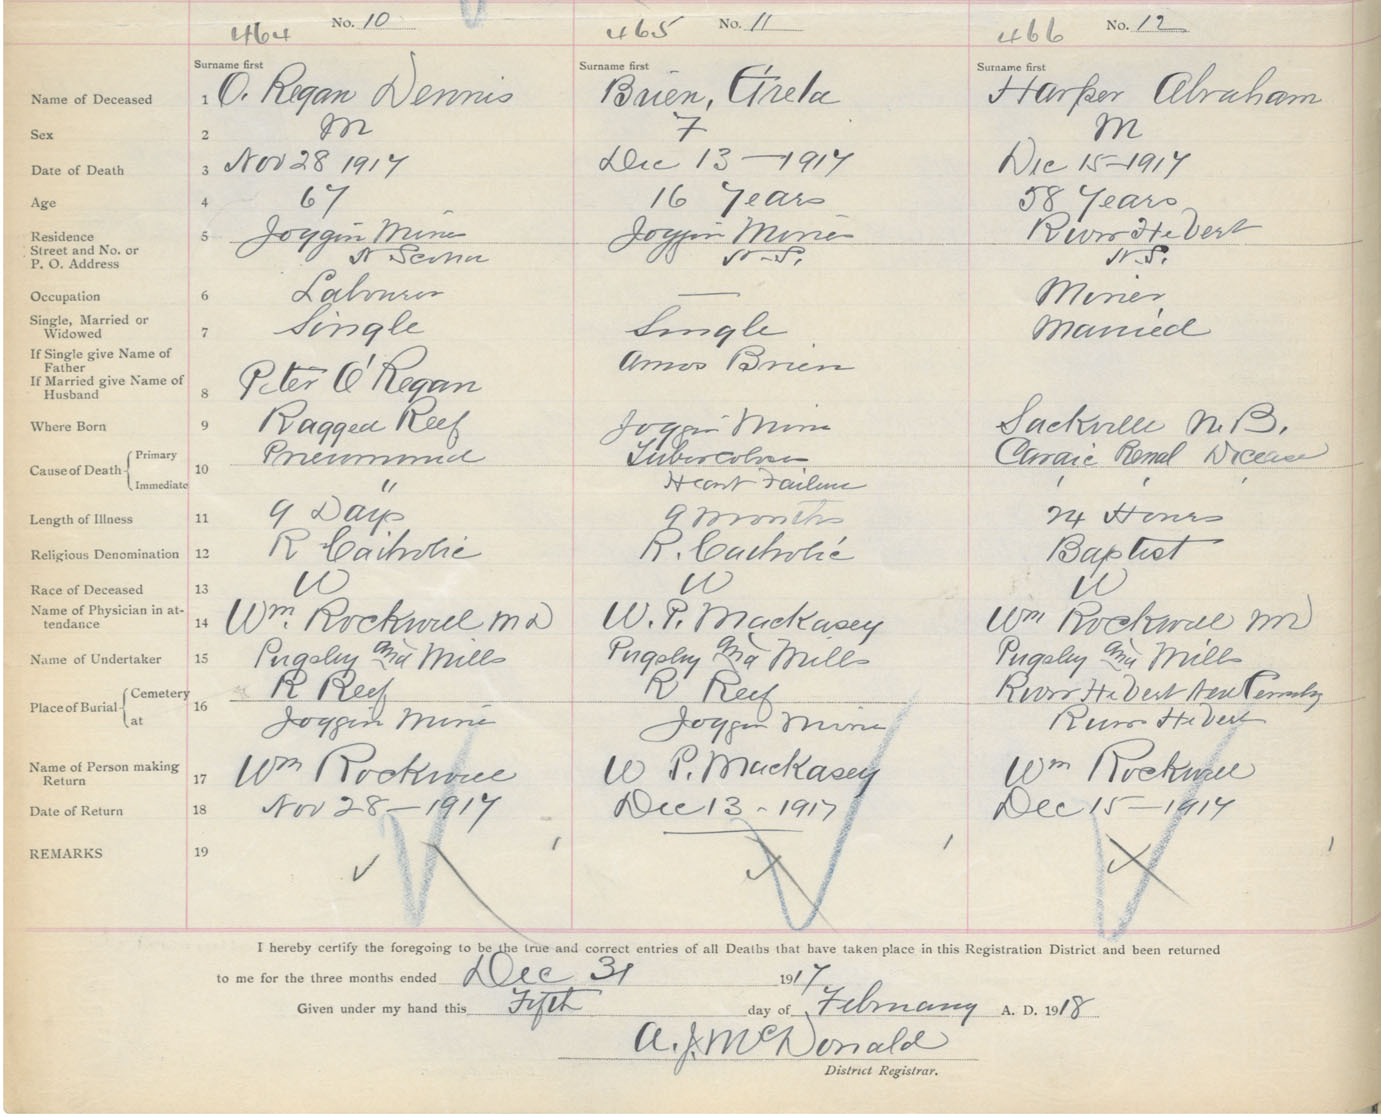 464 No. 10 465 No. 11 466 No. 12
Surname first Surname first Surname first
Name of Deceased 1 O. Regan Dennis Brien, Greta Harper Abraham
Sex 2 M F M
Date of Death 3 Nov 28 1917 Dec 13 - 1917 Dec 15 - 1917
Age 4 67 16 Years 58 Years
Residence 5 Joggin Mines Joggin Mines River Hebert
Street and No. or
P. O. Address N Scotia N-S. N.S.
Occupation 6 Labourer — Miner
Single, Married or
Widowed 7 Single Single Married
If Single give Name of
Father Amos Brien
If Married give Name of
Husband 8 Peter O'Regan
Where Born 9 Ragged Reef Joggin Mines Sackville N.B.
Cause of Death Primary 10 Pneumonia Tuberculosis Cardiac Renal Disease
Immediate " Heart Failure ' ' '
Length of Illness 11 9 Days 9 months 24 Hours
Religious Denomination 12 R Catholic R. Catholic Baptist
Race of Deceased 13 W W W
Name of Physician in at-
tendance 14 Wm. Rockwell MD W. P. Mackasey Wm Rockwell MD
Name of Undertaker 15 Pugsley and Mills Pugsley and Mills Pugsley and Mills
Place of Burial Cemetery 16 R Reef R Reef River Hebert
at Joggin Mines Joggin Mines River Hebert
Name of Person making
Return 17 Wm Rockwell W P. Mackasey Wm Rockwell
Date of Return 18 Nov 28 - 1917 Dec 13 - 1917 Dec 15 - 1917
REMARKS 19
I hereby certify the foregoing to be the true and correct entries of all Deaths that have taken place in this Registration District and been returned
to me for the three months ended Dec 31 1917
Given under my hand this Fifth day of February A. D. 1918
A. J. McDonald
District Registrar.